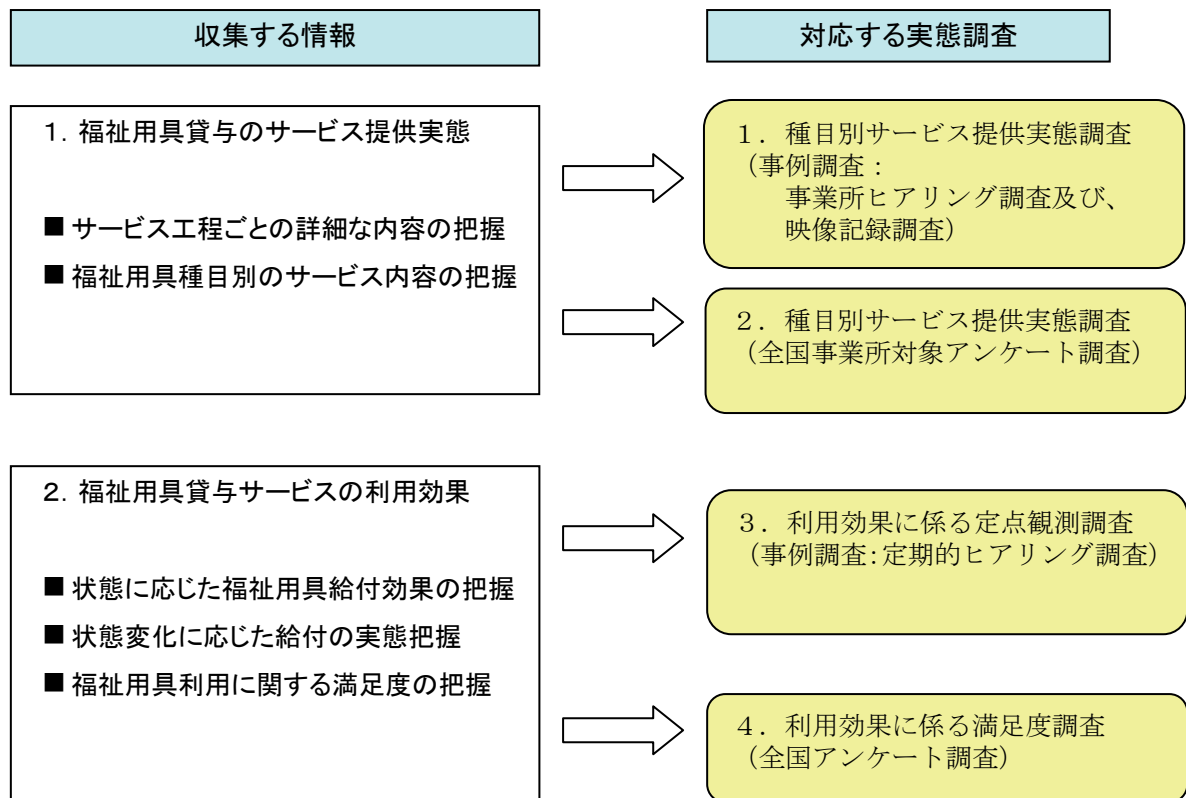 収集する情報
対応する実態調査
1. 福祉用具貸与のサービス提供実態
■ サービス工程ごとの詳細な内容の把握
■ 福祉用具種目別のサービス内容の把握
1. 種目別サービス提供実態調査
(事例調査:
事業所ヒアリング調査及び、
映像記録調査)
2. 種目別サービス提供実態調査
(全国事業所対象アンケート調査)
2. 福祉用具貸与サービスの利用効果
■ 状態に応じた福祉用具給付効果の把握
■ 状態変化に応じた給付の実態把握
■ 福祉用具利用に関する満足度の把握
3. 利用効果に係る定点観測調査
(事例調査:定期的ヒアリング調査)
4. 利用効果に係る満足度調査
(全国アンケート調査)